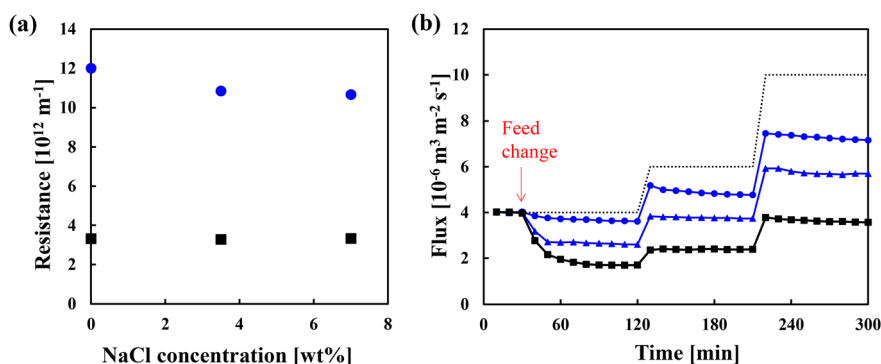 (a)
14
12
10
8
6
4
2
0
0 2 4 6 8
Resistance [10¹² m⁻¹]
NaCl concentration [wt%]
(b)
12
10
8
6
4
2
0
0 60 120 180 240 300
Flux [10⁻⁶ m³ m⁻² s⁻¹]
Time [min]
Feed
change